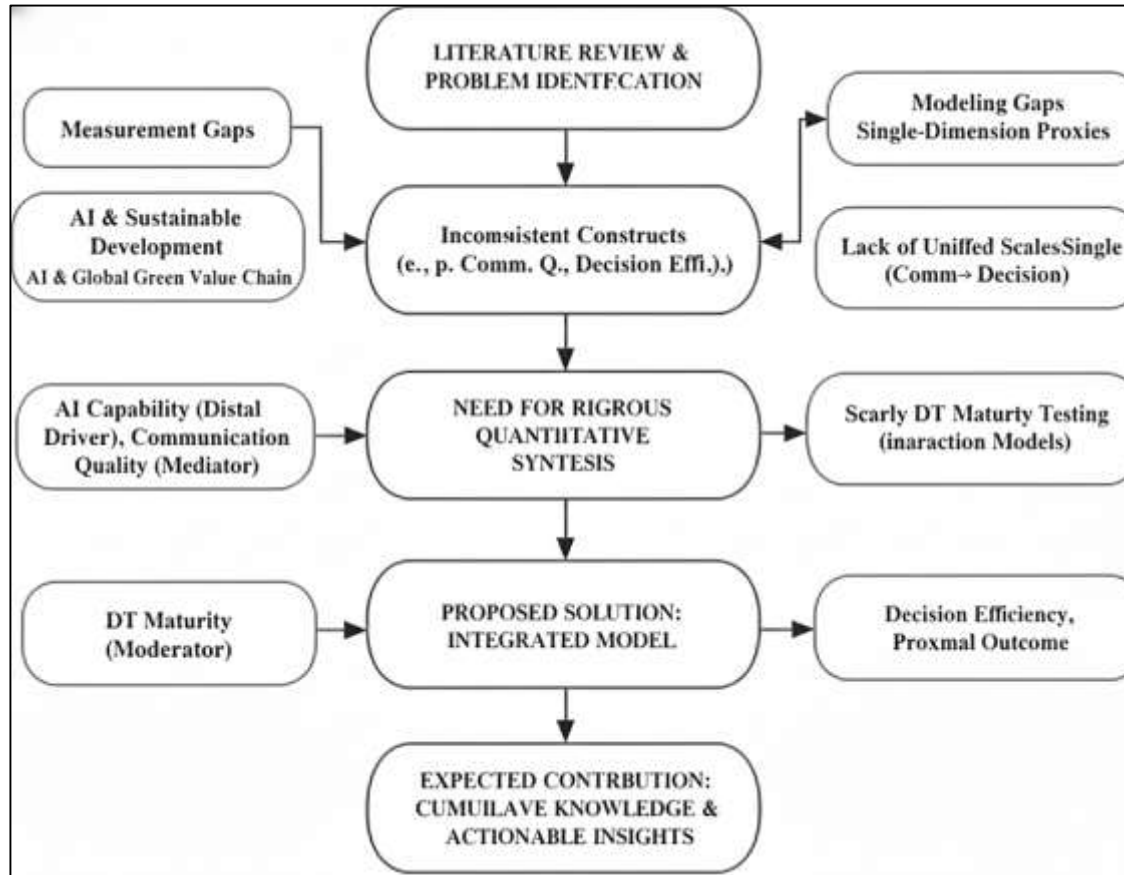 LITERATURE REVIEW &
PROBLEM IDENTFCATION
Measurement Gaps
Modeling Gaps
Single-Dimension Proxies
AI & Sustainable
Development
AI & Global Green Value Chain
Incomsistent Constructs
(e., p. Comm. Q., Decision Effi.).)
Lack of Uniffed ScalesSingle
(Comm→ Decision)
AI Capability (Distal
Driver), Communication
Quality (Mediator)
NEED FOR RIGROUS
QUANTIITATIVE
SYNTESIS
Scarly DT Maturty Testing
(inaraction Models)
DT Maturity
(Moderator)
PROPOSED SOLUTION:
INTEGRATED MODEL
Decision Efficiency,
Proxmal Outcome
EXPECTED CONTRBUTION:
CUMUILAVE KNOWLEDGE &
ACTIONABLE INSIGHTS